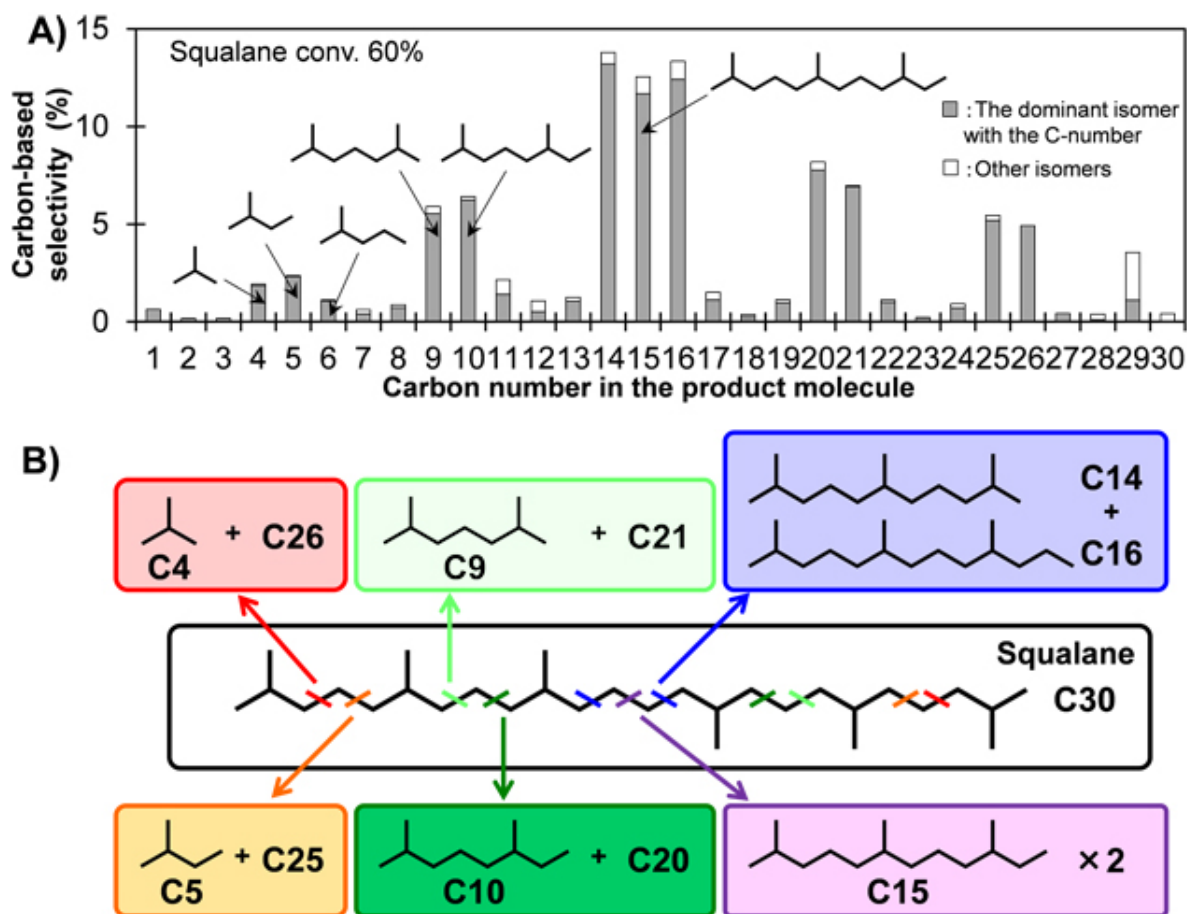 A)
15
10
5
0
Carbon-based
selectivity (%)
Squalane conv. 60%
: The dominant isomer
with the C-number
: Other isomers
1 2 3 4 5 6 7 8 9 10 11 12 13 14 15 16 17 18 19 20 21 22 23 24 25 26 27 28 29 30
Carbon number in the product molecule
B)
C4
+ C26
C9
+ C21
C14
+
C16
Squalane
C30
C5
+ C25
C10
+ C20
C15
×2